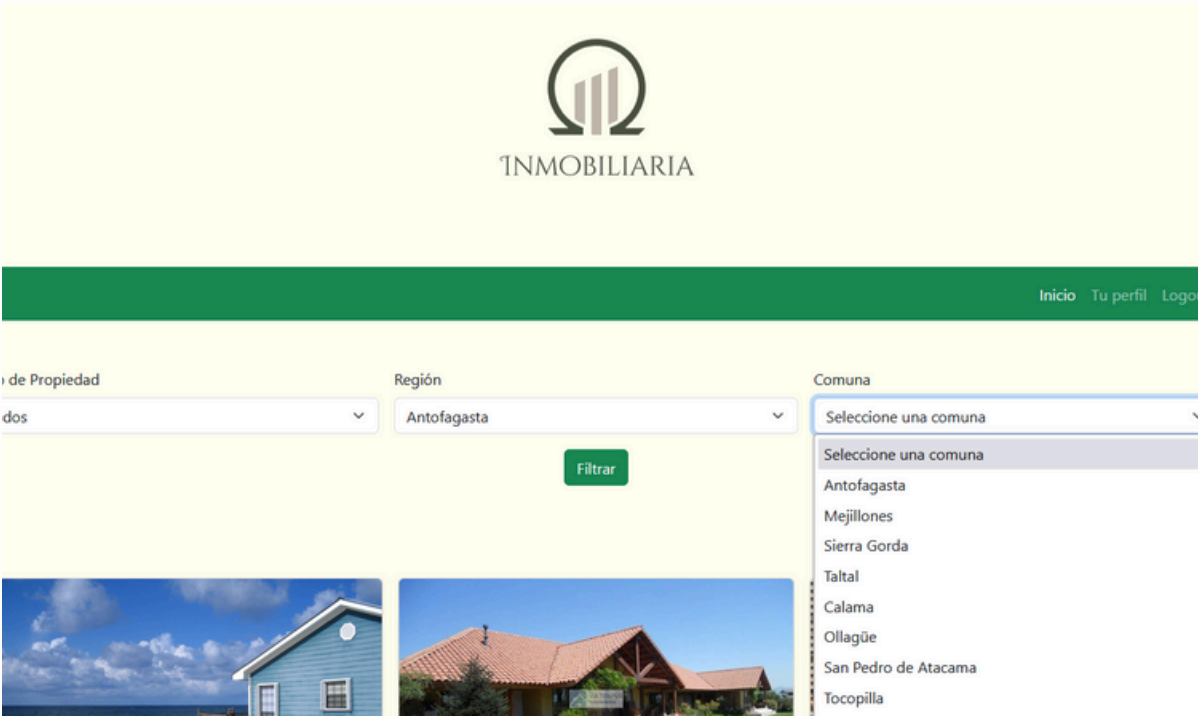 INMOBILIARIA
Inicio Tu perfil
de Propiedad Región Comuna
Antofagasta Seleccione una comuna
Seleccione una comuna
Filtrar
Antofagasta
Mejillones
Sierra Gorda
Taltal
Calama
Ollagüe
San Pedro de Atacama
Tocopilla